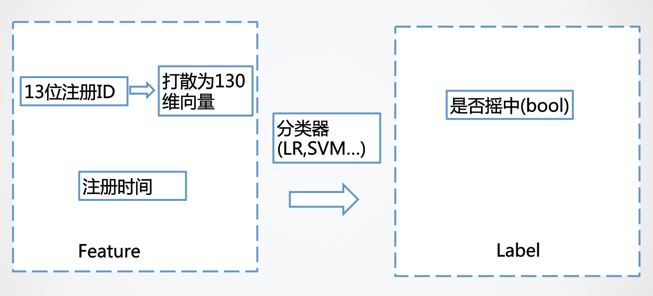 13位注册ID
打散为130
维向量
注册时间
Feature
分类器
(LR,SVM...)
是否摇中(bool)
Label